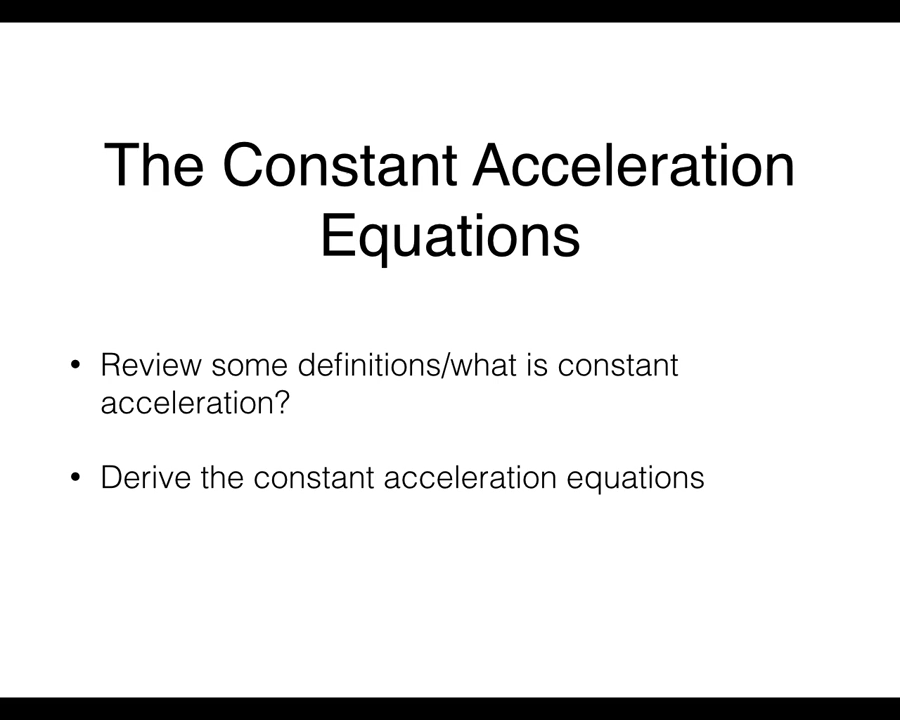 The Constant Acceleration
Equations
• Review some definitions/what is constant
acceleration?
• Derive the constant acceleration equations